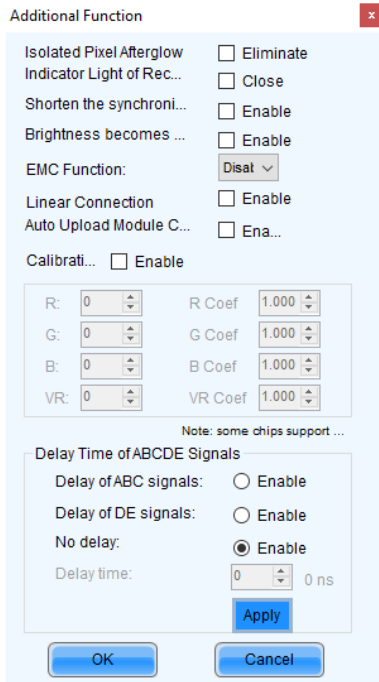 Additional Function x
Isolated Pixel Afterglow Eliminate
Indicator Light of Rec... Close
Shorten the synchroni... Enable
Brightness becomes ... Enable
EMC Function: Disat
Linear Connection Enable
Auto Upload Module C... Ena...
Calibrati... Enable
R: 0 R Coef 1.000
G: 0 G Coef 1.000
B: 0 B Coef 1.000
VR: 0 VR Coef 1.000
Note: some chips support ...
Delay Time of ABCDE Signals
Delay of ABC signals: Enable
Delay of DE signals: Enable
No delay: Enable
Delay time: 0 0 ns
Apply
OK Cancel